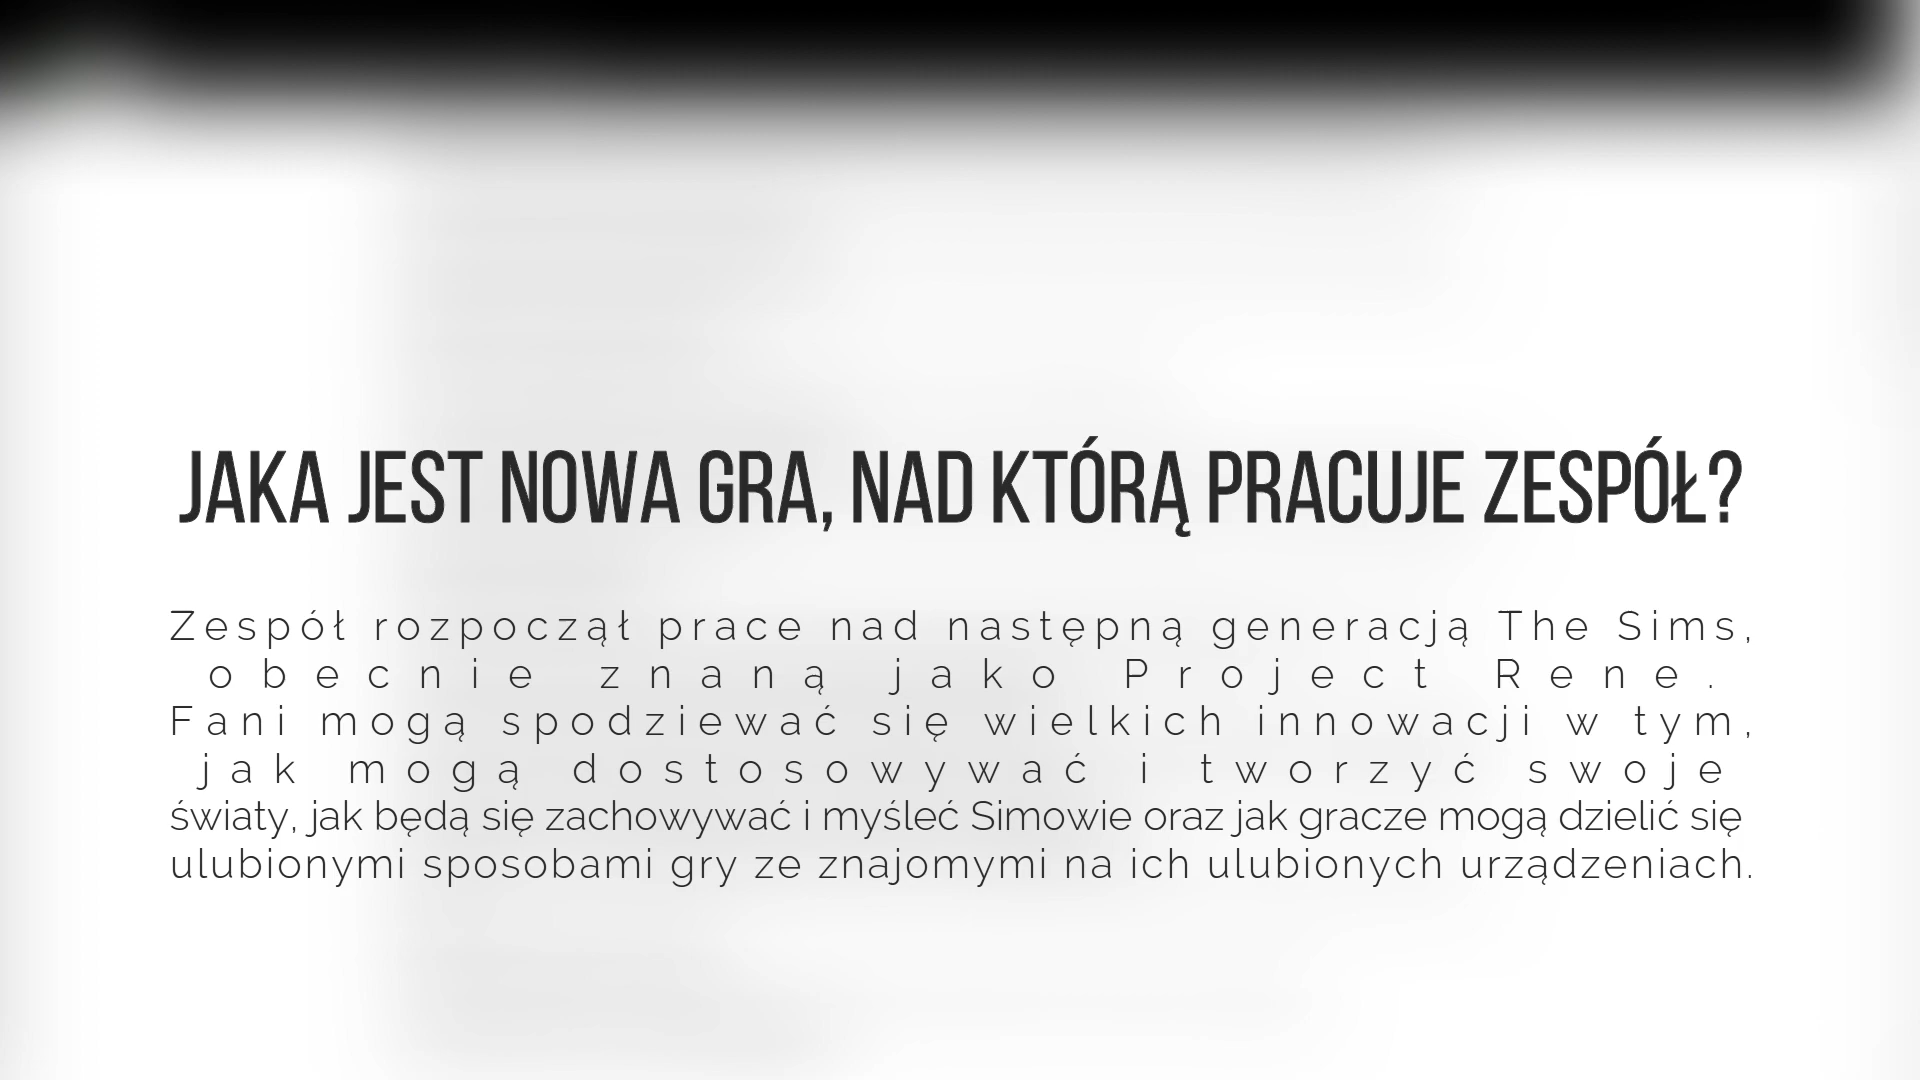 JAKA JEST NOWA GRA, NAD KTÓRĄ PRACUJE ZESPÓŁ?
Zespół rozpoczął prace nad następną generacją The Sims,
obecnie znaną jako Project Rene.
Fani mogą spodziewać się wielkich innowacji w tym,
jak mogą dostosowywać i tworzyć swoje
światy, jak będą się zachowywać i myśleć Simowie oraz jak gracze mogą dzielić się
ulubionymi sposobami gry ze znajomymi na ich ulubionych urządzeniach.